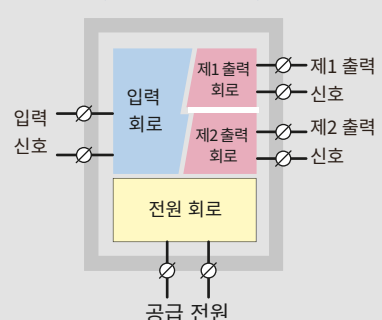 제1 출력
회로
제1 출력
신호
입력
회로
입력
신호
제2 출력
회로
제2 출력
신호
전원 회로
공급 전원